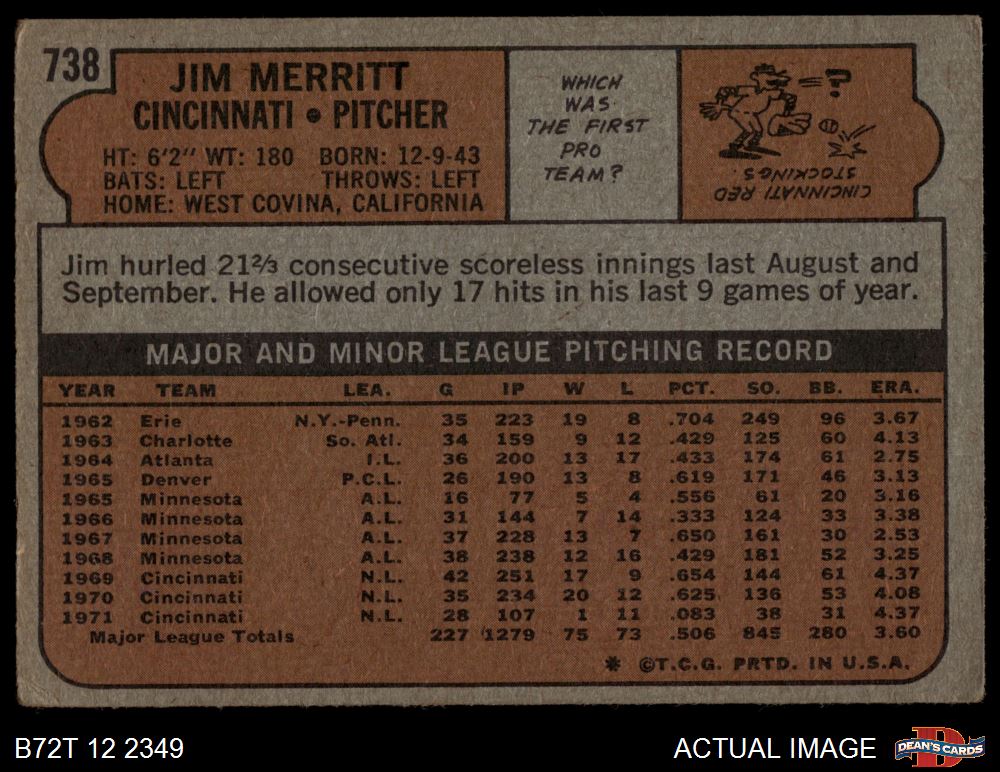 738
JIM MERRITT
CINCINNATI • PITCHER
HT: 6'2" WT: 180 BORN: 12-9-43
BATS: LEFT THROWS: LEFT
HOME: WEST COVINA, CALIFORNIA
WHICH
WAS
THE FIRST
PRO
TEAM?
?
CINCINNATI RED
STOCKINGS.
Jim hurled 21 2/3 consecutive scoreless innings last August and
September. He allowed only 17 hits in his last 9 games of year.
MAJOR AND MINOR LEAGUE PITCHING RECORD
YEAR TEAM LEA. G IP W L PCT. SO. BB. ERA.
1962 Erie N.Y.-Penn. 35 223 19 8 .704 249 96 3.67
1963 Charlotte So. Atl. 34 159 9 12 .429 125 60 4.13
1964 Atlanta I.L. 36 200 13 17 .433 174 61 2.75
1965 Denver P.C.L. 26 190 13 8 .619 171 46 3.13
1965 Minnesota A.L. 16 77 5 4 .556 61 20 3.16
1966 Minnesota A.L. 31 144 7 14 .333 124 33 3.38
1967 Minnesota A.L. 37 228 13 7 .650 161 30 2.53
1968 Minnesota A.L. 38 238 12 16 .429 181 52 3.25
1969 Cincinnati N.L. 42 251 17 9 .654 144 61 4.37
1970 Cincinnati N.L. 35 234 20 12 .625 136 53 4.08
1971 Cincinnati N.L. 28 107 1 11 .083 38 31 4.37
Major League Totals 227 1279 75 73 .506 845 280 3.60
* ©T.C.G. PRTD. IN U.S.A.
B72T 12 2349
ACTUAL IMAGE
D
DEAN'S CARDS